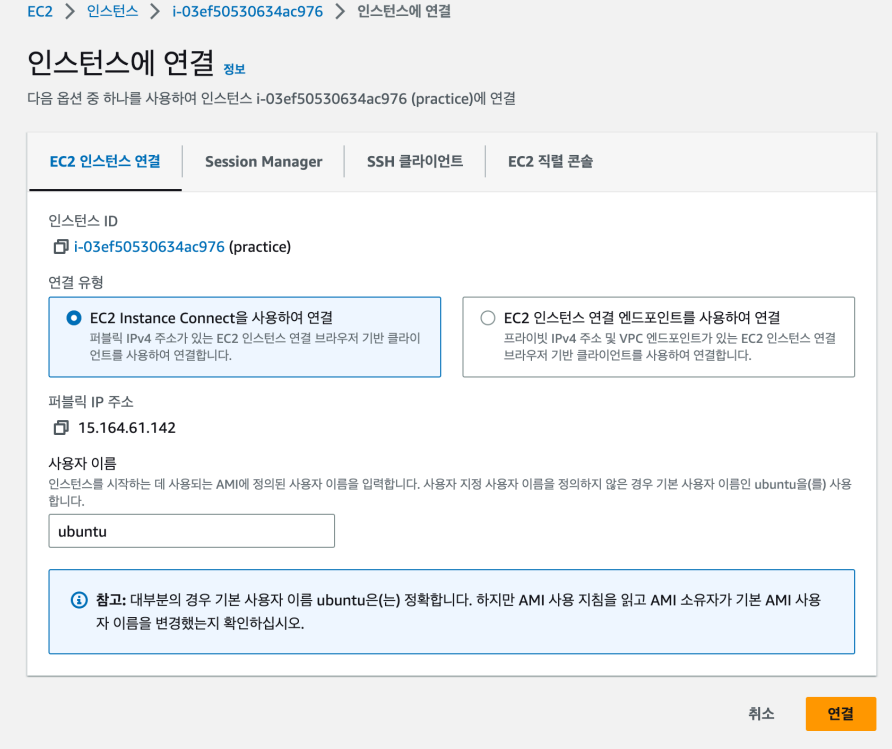 EC2 > 인스턴스 > i-03ef50530634ac976 > 인스턴스에 연결
인스턴스에 연결 정보
다음 옵션 중 하나를 사용하여 인스턴스 i-03ef50530634ac976 (practice)에 연결
EC2 인스턴스 연결 Session Manager SSH 클라이언트 EC2 직렬 콘솔
인스턴스 ID
i-03ef50530634ac976 (practice)
연결 유형
EC2 Instance Connect을 사용하여 연결
퍼블릭 IPv4 주소가 있는 EC2 인스턴스 연결 브라우저 기반 클라이
언트를 사용하여 연결합니다.
EC2 인스턴스 연결 엔드포인트를 사용하여 연결
프라이빗 IPv4 주소 및 VPC 엔드포인트가 있는 EC2 인스턴스 연결
브라우저 기반 클라이언트를 사용하여 연결합니다.
퍼블릭 IP 주소
15.164.61.142
사용자 이름
인스턴스를 시작하는 데 사용되는 AMI에 정의된 사용자 이름을 입력합니다. 사용자 지정 사용자 이름을 정의하지 않은 경우 기본 사용자 이름인 ubuntu을(를) 사용
합니다.
ubuntu
참고: 대부분의 경우 기본 사용자 이름 ubuntu은(는) 정확합니다. 하지만 AMI 사용 지침을 읽고 AMI 소유자가 기본 AMI 사용
자 이름을 변경했는지 확인하십시오.
취소 연결